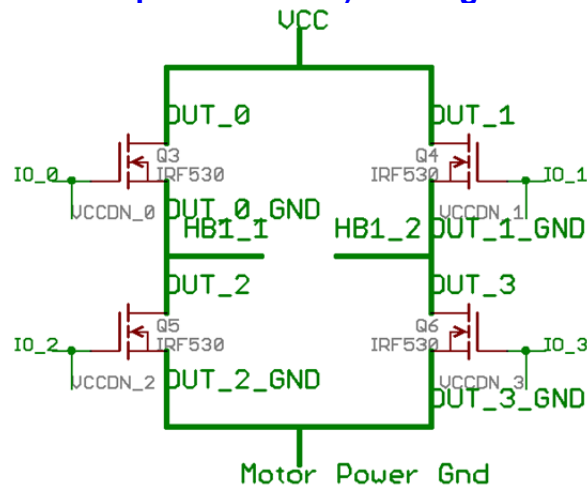 VCC
OUT_0
OUT_1
Q3
Q4
IO_0
IRF530
IRF530
IO_1
VCCDN_0
OUT_0_GND
VCCDN_1
OUT_1_GND
HB1_1
HB1_2
OUT_2
OUT_3
Q5
Q6
IO_2
IRF530
IRF530
IO_3
VCCDN_2
OUT_2_GND
VCCDN_3
OUT_3_GND
Motor Power Gnd